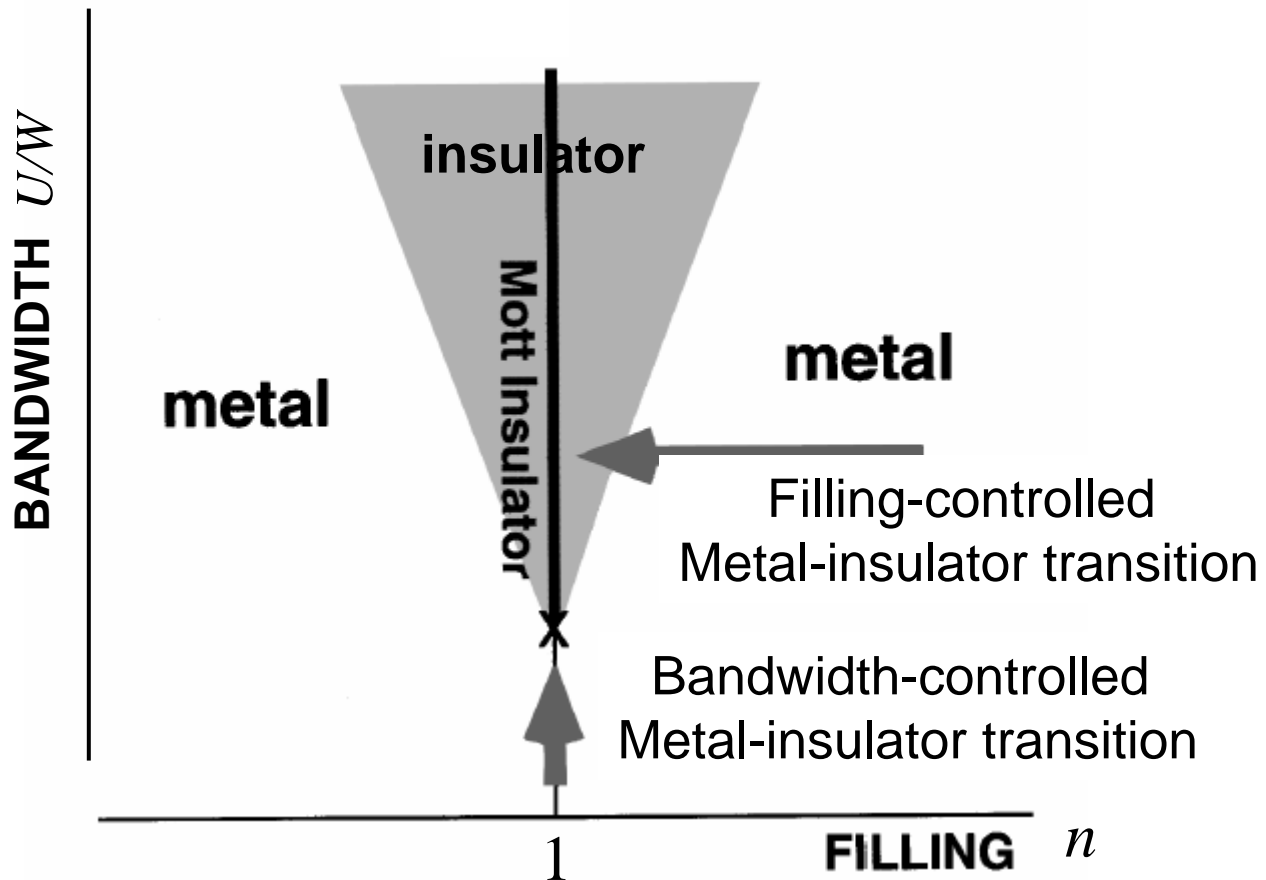 BANDWIDTH U/W
insulator
Mott Insulator
metal
metal
Filling-controlled
Metal-insulator transition
X
Bandwidth-controlled
Metal-insulator transition
1
FILLING n